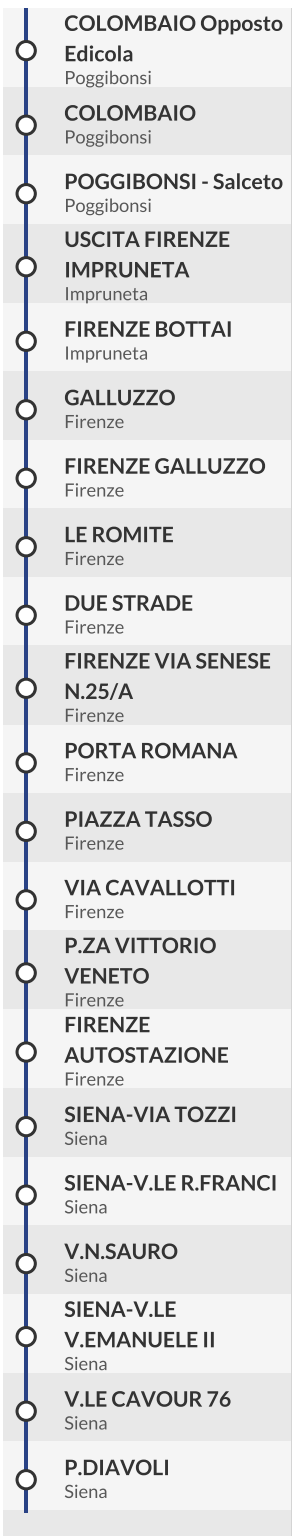 COLOMBAIO Opposto
Edicola
Poggibonsi
COLOMBAIO
Poggibonsi
POGGIBONSI - Salceto
Poggibonsi
USCITA FIRENZE
IMPRUNETA
Impruneta
FIRENZE BOTTAI
Impruneta
GALLUZZO
Firenze
FIRENZE GALLUZZO
Firenze
LE ROMITE
Firenze
DUE STRADE
Firenze
FIRENZE VIA SENESE
N.25/A
Firenze
PORTA ROMANA
Firenze
PIAZZA TASSO
Firenze
VIA CAVALLOTTI
Firenze
P.ZA VITTORIO
VENETO
Firenze
FIRENZE
AUTOSTAZIONE
Firenze
SIENA-VIA TOZZI
Siena
SIENA-V.LE R.FRANCI
Siena
V.N.SAURO
Siena
SIENA-V.LE
V.EMANUELE II
Siena
V.LE CAVOUR 76
Siena
P.DIAVOLI
Siena